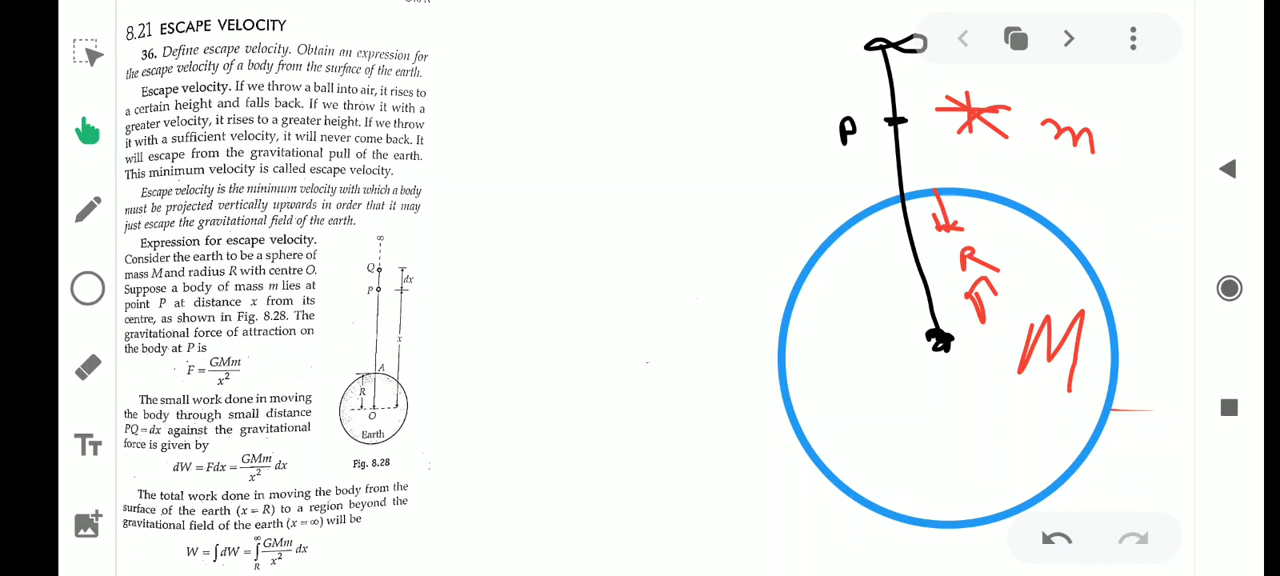 8.21 ESCAPE VELOCITY
36. Define escape velocity. Obtain an expression for
the escape velocity of a body from the surface of the earth.
Escape velocity. If we throw a ball into air, it rises to
a certain height and falls back. If we throw it with a
greater velocity, it rises to a greater height. If we throw
it with a sufficient velocity, it will never come back. It
will escape from the gravitational pull of the earth.
This minimum velocity is called escape velocity.
Escape velocity is the minimum velocity with which a body
must be projected vertically upwards in order that it may
just escape the gravitational field of the earth.
Expression for escape velocity.
Consider the earth to be a sphere of
mass M and radius R with centre O.
Suppose a body of mass m lies at
point P at distance x from its
centre, as shown in Fig. 8.28. The
gravitational force of attraction on
the body at P is
F = GMm/x²
The small work done in moving
the body through small distance
PQ = dx against the gravitational
force is given by
dW = Fdx = GMm/x² dx
∞
Q
dx
P
x
A
R
O
Earth
Fig. 8.28
The total work done in moving the body from the
surface of the earth (x = R) to a region beyond the
gravitational field of the earth (x = ∞) will be
W = ∫dW = ∫_R^∞ GMm/x² dx
∞
P
m
R
M
Tт